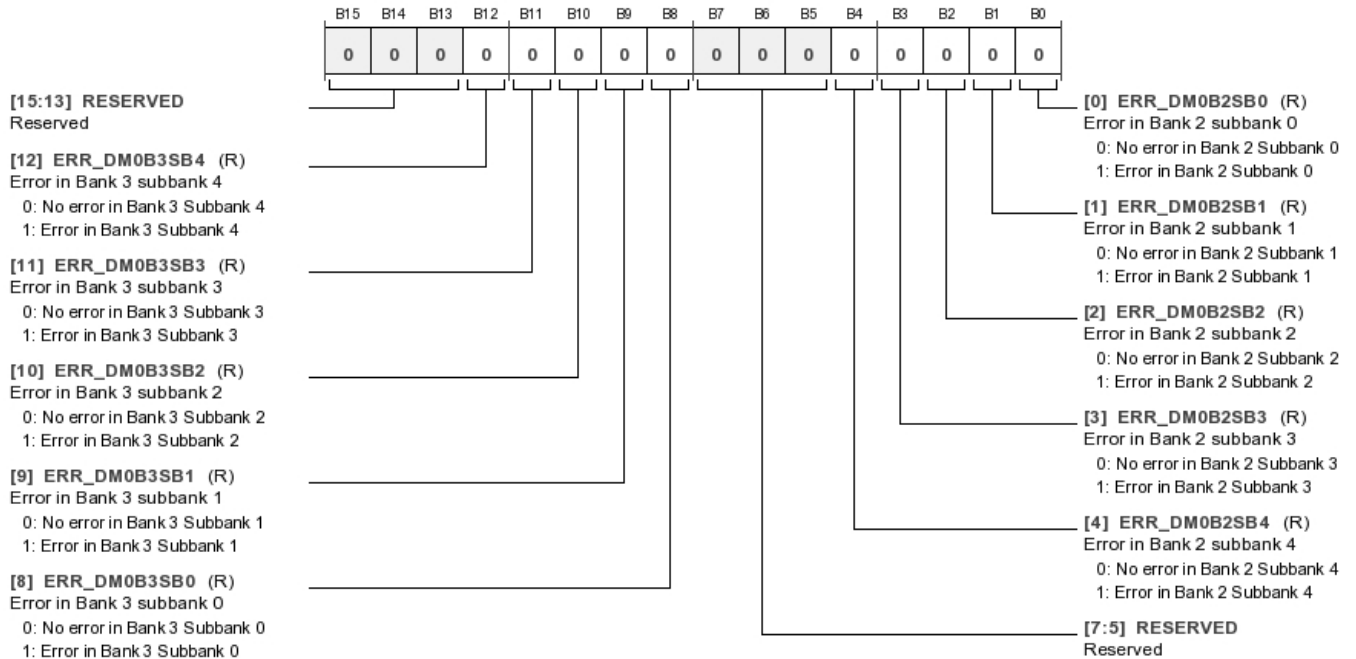 B15 B14 B13 B12 B11 B10 B9 B8 B7 B6 B5 B4 B3 B2 B1 B0
0 0 0 0 0 0 0 0 0 0 0 0 0 0 0 0
[15:13] RESERVED
Reserved
[12] ERR_DM0B3SB4 (R)
Error in Bank 3 subbank 4
0: No error in Bank 3 Subbank 4
1: Error in Bank 3 Subbank 4
[11] ERR_DM0B3SB3 (R)
Error in Bank 3 subbank 3
0: No error in Bank 3 Subbank 3
1: Error in Bank 3 Subbank 3
[10] ERR_DM0B3SB2 (R)
Error in Bank 3 subbank 2
0: No error in Bank 3 Subbank 2
1: Error in Bank 3 Subbank 2
[9] ERR_DM0B3SB1 (R)
Error in Bank 3 subbank 1
0: No error in Bank 3 Subbank 1
1: Error in Bank 3 Subbank 1
[8] ERR_DM0B3SB0 (R)
Error in Bank 3 subbank 0
0: No error in Bank 3 Subbank 0
1: Error in Bank 3 Subbank 0
[0] ERR_DM0B2SB0 (R)
Error in Bank 2 subbank 0
0: No error in Bank 2 Subbank 0
1: Error in Bank 2 Subbank 0
[1] ERR_DM0B2SB1 (R)
Error in Bank 2 subbank 1
0: No error in Bank 2 Subbank 1
1: Error in Bank 2 Subbank 1
[2] ERR_DM0B2SB2 (R)
Error in Bank 2 subbank 2
0: No error in Bank 2 Subbank 2
1: Error in Bank 2 Subbank 2
[3] ERR_DM0B2SB3 (R)
Error in Bank 2 subbank 3
0: No error in Bank 2 Subbank 3
1: Error in Bank 2 Subbank 3
[4] ERR_DM0B2SB4 (R)
Error in Bank 2 subbank 4
0: No error in Bank 2 Subbank 4
1: Error in Bank 2 Subbank 4
[7:5] RESERVED
Reserved